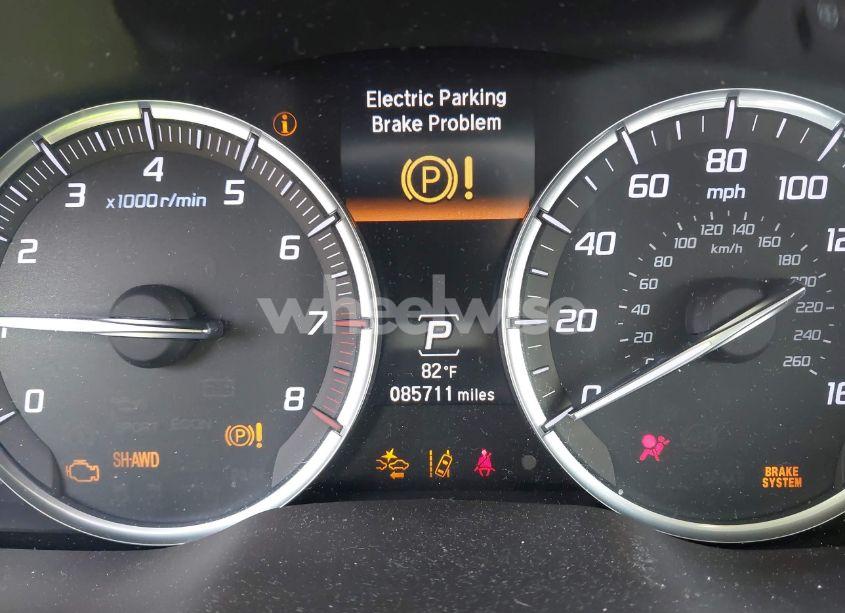 Electric Parking
Brake Problem
P
!
i
4
3
5
x1000r/min
2
6
7
0
8
80
mph
60
100
40
20
0
120 140
100
160
km/h
80
180
60
200
40
220
20
240
0
260
wheelwise
P
82°F
085711 miles
SH-AWD
P
!
BRAKE
SYSTEM